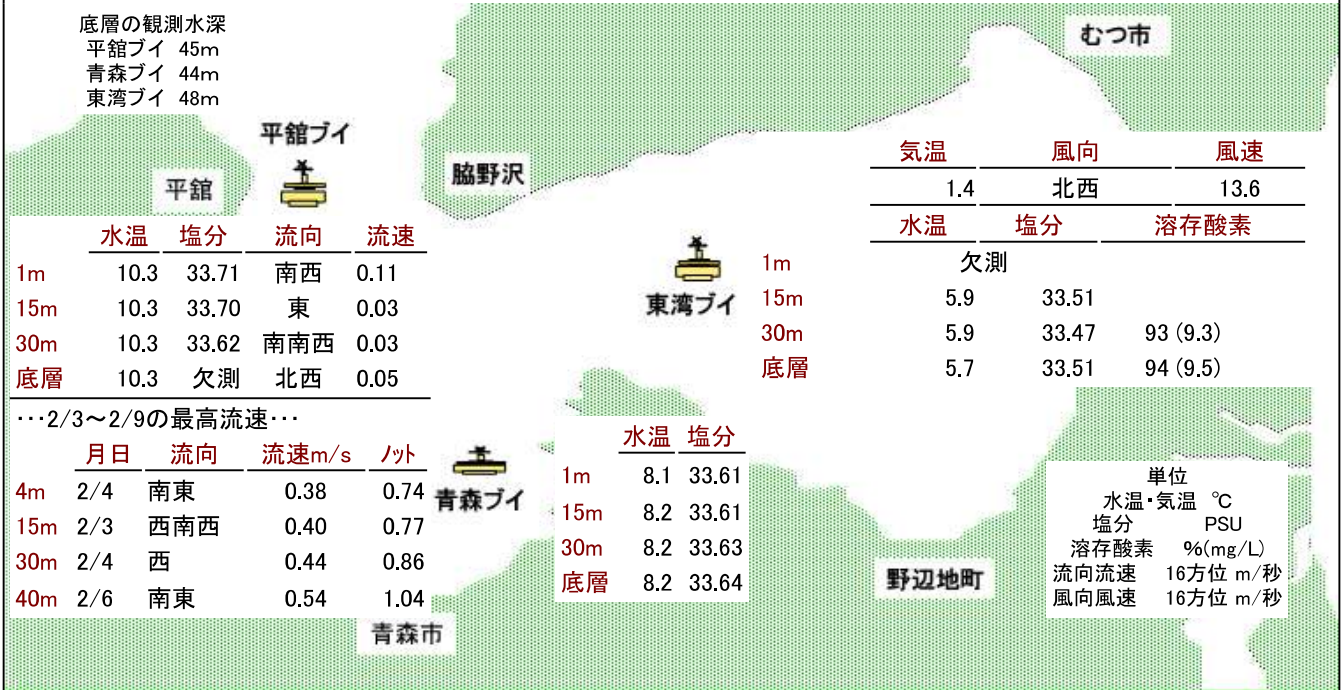 底層の観測水深
平舘ブイ 45m
青森ブイ 44m
東湾ブイ 48m
むつ市
平舘ブイ
平舘
脇野沢
水温 塩分 流向 流速
1m 10.3 33.71 南西 0.11
15m 10.3 33.70 東 0.03
30m 10.3 33.62 南南西 0.03
底層 10.3 欠測 北西 0.05
…2/3～2/9の最高流速…
月日 流向 流速m/s ノット
4m 2/4 南東 0.38 0.74
15m 2/3 西南西 0.40 0.77
30m 2/4 西 0.44 0.86
40m 2/6 南東 0.54 1.04
気温 風向 風速
1.4 北西 13.6
水温 塩分 溶存酸素
1m 欠測
15m 5.9 33.51
30m 5.9 33.47 93 (9.3)
底層 5.7 33.51 94 (9.5)
東湾ブイ
青森ブイ
水温 塩分
1m 8.1 33.61
15m 8.2 33.61
30m 8.2 33.63
底層 8.2 33.64
青森市
野辺地町
単位
水温・気温 ℃
塩分 PSU
溶存酸素 %(mg/L)
流向流速 16方位 m/秒
風向風速 16方位 m/秒